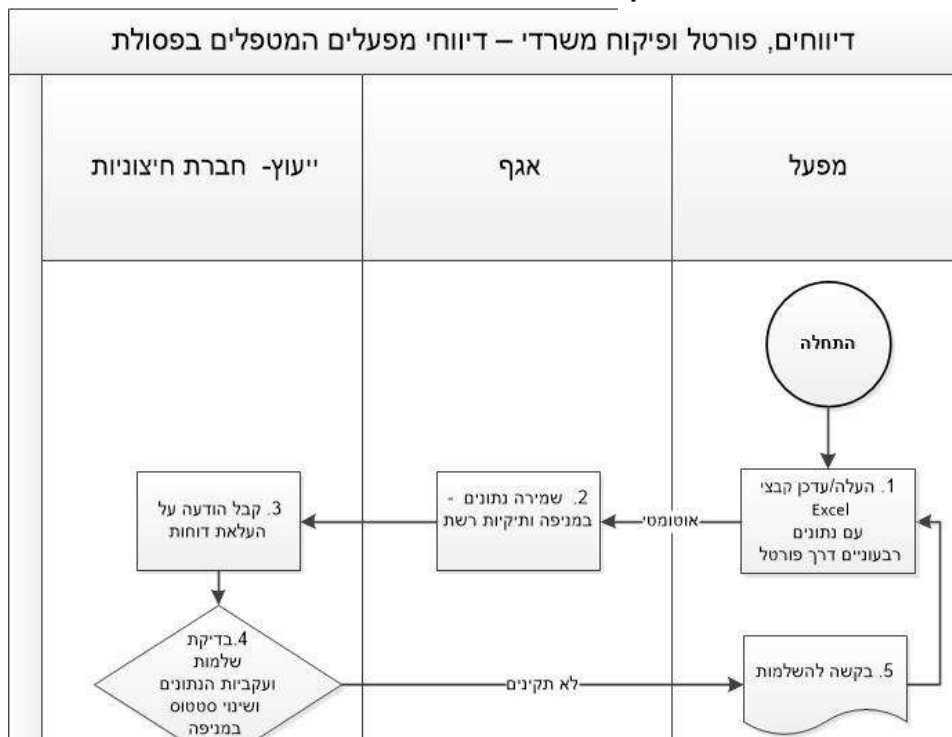 דיווחים, פורטל ופיקוח משרדי – דיווחי מפעלים המטפלים בפסולת
מפעל
אגף
ייעוץ- חברת חיצוניות
התחלה
1. העלה/עדכן קבצי
Excel
עם נתונים
רבעוניים דרך פורטל
אוטומטי
2. שמירה נתונים -
במניפה ותיקיות רשת
3. קבל הודעה על
העלאת דוחות
4.בדיקת
שלמות
ועקביות הנתונים
ושינוי סטטוס
במניפה
לא תקינים
5. בקשה להשלמות